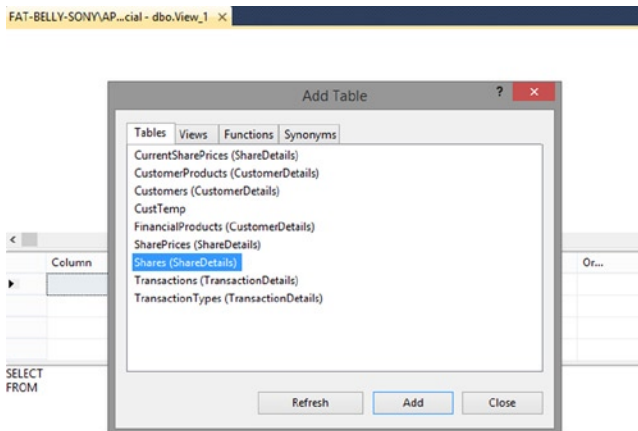 FAT-BELLY-SONY\AP...cial - dbo.View_1 ×
Add Table
? ×
Tables Views Functions Synonyms
CurrentSharePrices (ShareDetails)
CustomerProducts (CustomerDetails)
Customers (CustomerDetails)
CustTemp
FinancialProducts (CustomerDetails)
SharePrices (ShareDetails)
Shares (ShareDetails)
Transactions (TransactionDetails)
TransactionTypes (TransactionDetails)
Column Or...
SELECT
FROM
Refresh Add Close